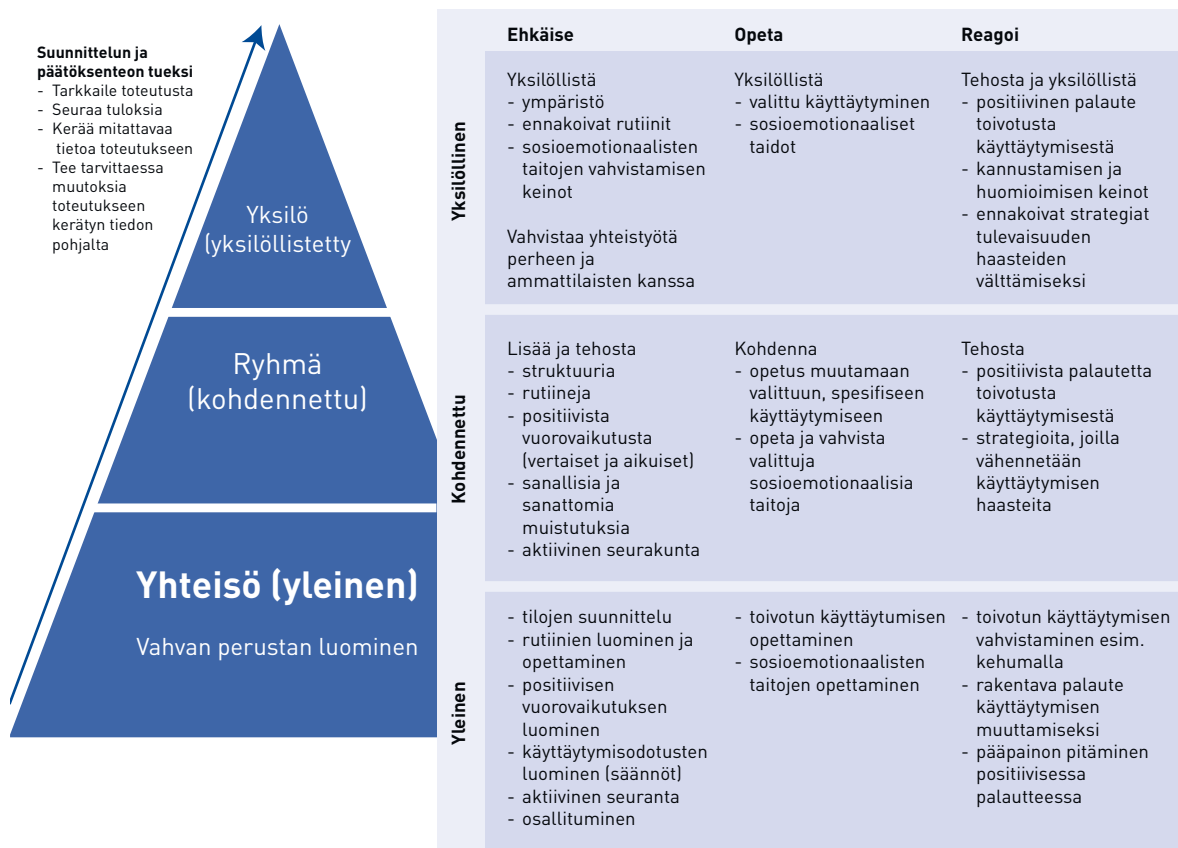 Suunnittelun ja
päätöksenteon tueksi
- Tarkkaile toteutusta
- Seuraa tuloksia
- Kerää mitattavaa
tietoa toteutukseen
- Tee tarvittaessa
muutoksia
toteutukseen
kerätyn tiedon
pohjalta
Yksilö
(yksilöllistetty
Ryhmä
(kohdennettu)
Yhteisö (yleinen)
Vahvan perustan luominen
Ehkäise
Opeta
Reagoi
Yksilöllinen
Yksilöllistä
- ympäristö
- ennakoivat rutiinit
- sosioemotionaalisten
taitojen vahvistamisen
keinot
Vahvistaa yhteistyötä
perheen ja
ammattilaisten kanssa
Yksilöllistä
- valittu käyttäytyminen
- sosioemotionaaliset
taidot
Tehosta ja yksilöllistä
- positiivinen palaute
toivotusta
käyttäytymisestä
- kannustamisen ja
huomioimisen keinot
- ennakoivat strategiat
tulevaisuuden
haasteiden
välttämiseksi
Kohdennettu
Lisää ja tehosta
- struktuuria
- rutiineja
- positiivista
vuorovaikutusta
(vertaiset ja aikuiset)
- sanallisia ja
sanattomia
muistutuksia
- aktiivinen seurakunta
Kohdenna
- opetus muutamaan
valittuun, spesifiseen
käyttäytymiseen
- opeta ja vahvista
valittuja
sosioemotionaalisia
taitoja
Tehosta
- positiivista palautetta
toivotusta
käyttäytymisestä
- strategioita, joilla
vähennetään
käyttäytymisen
haasteita
Yleinen
- tilojen suunnittelu
- rutiinien luominen ja
opettaminen
- positiivisen
vuorovaikutuksen
luominen
- käyttäytymisodotusten
luominen (säännöt)
- aktiivinen seuranta
- osallituminen
- toivotun käyttäytumisen
opettaminen
- sosioemotionaalisten
taitojen opettaminen
- toivotun käyttäytymisen
vahvistaminen esim.
kehumalla
- rakentava palaute
käyttäytymisen
muuttamiseksi
- pääpainon pitäminen
positiivisessa
palautteessa